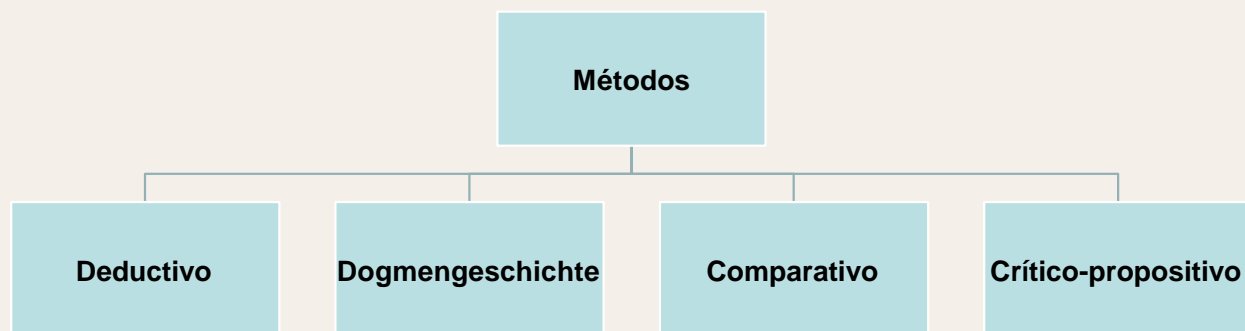 Métodos
Deductivo
Dogmengeschichte
Comparativo
Crítico-propositivo